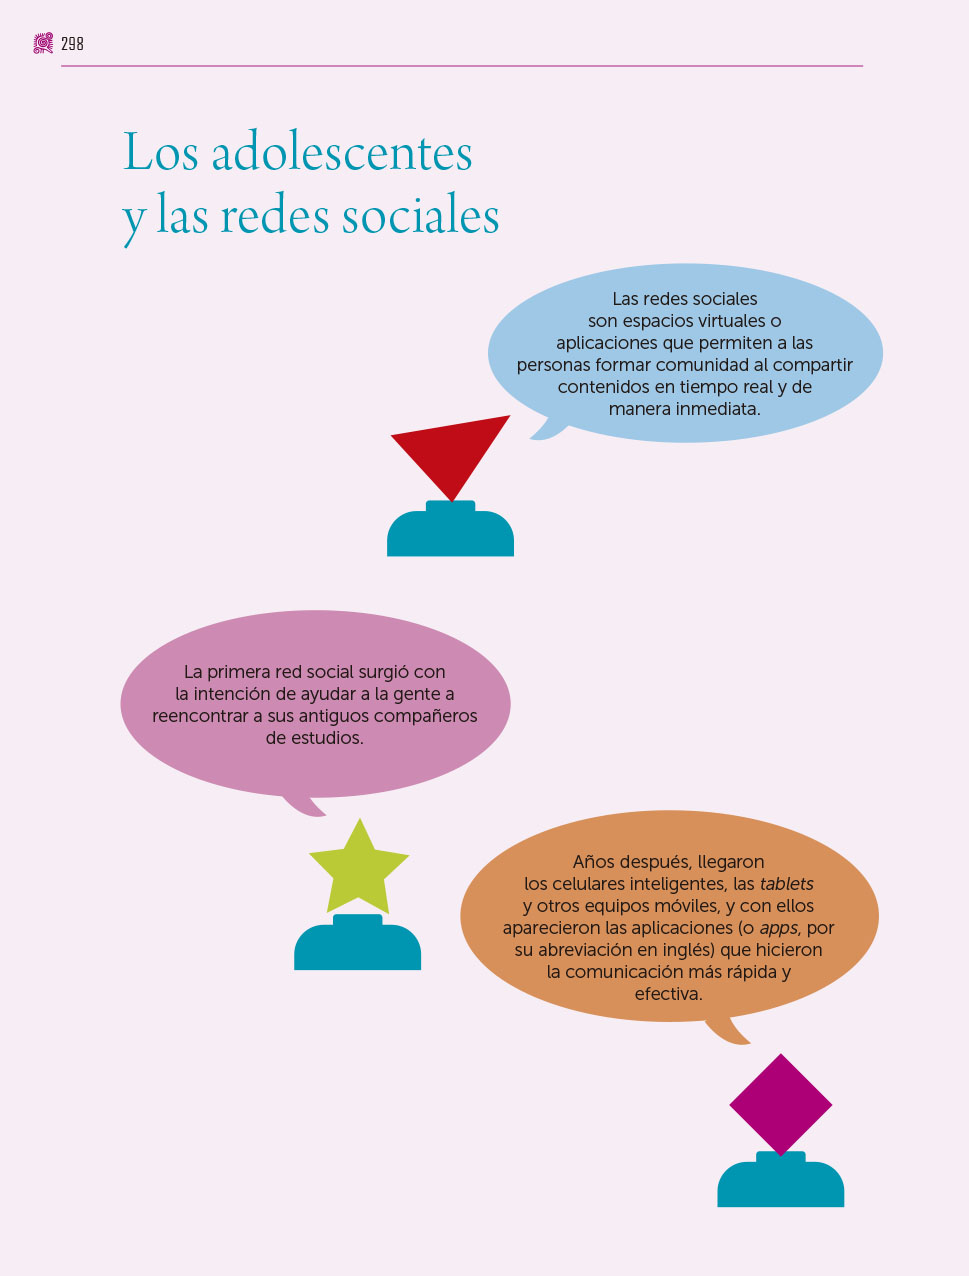 298
Los adolescentes
y las redes sociales
Las redes sociales
son espacios virtuales o
aplicaciones que permiten a las
personas formar comunidad al compartir
contenidos en tiempo real y de
manera inmediata.
La primera red social surgió con
la intención de ayudar a la gente a
reencontrar a sus antiguos compañeros
de estudios.
Años después, llegaron
los celulares inteligentes, las tablets
y otros equipos móviles, y con ellos
aparecieron las aplicaciones (o apps, por
su abreviación en inglés) que hicieron
la comunicación más rápida y
efectiva.